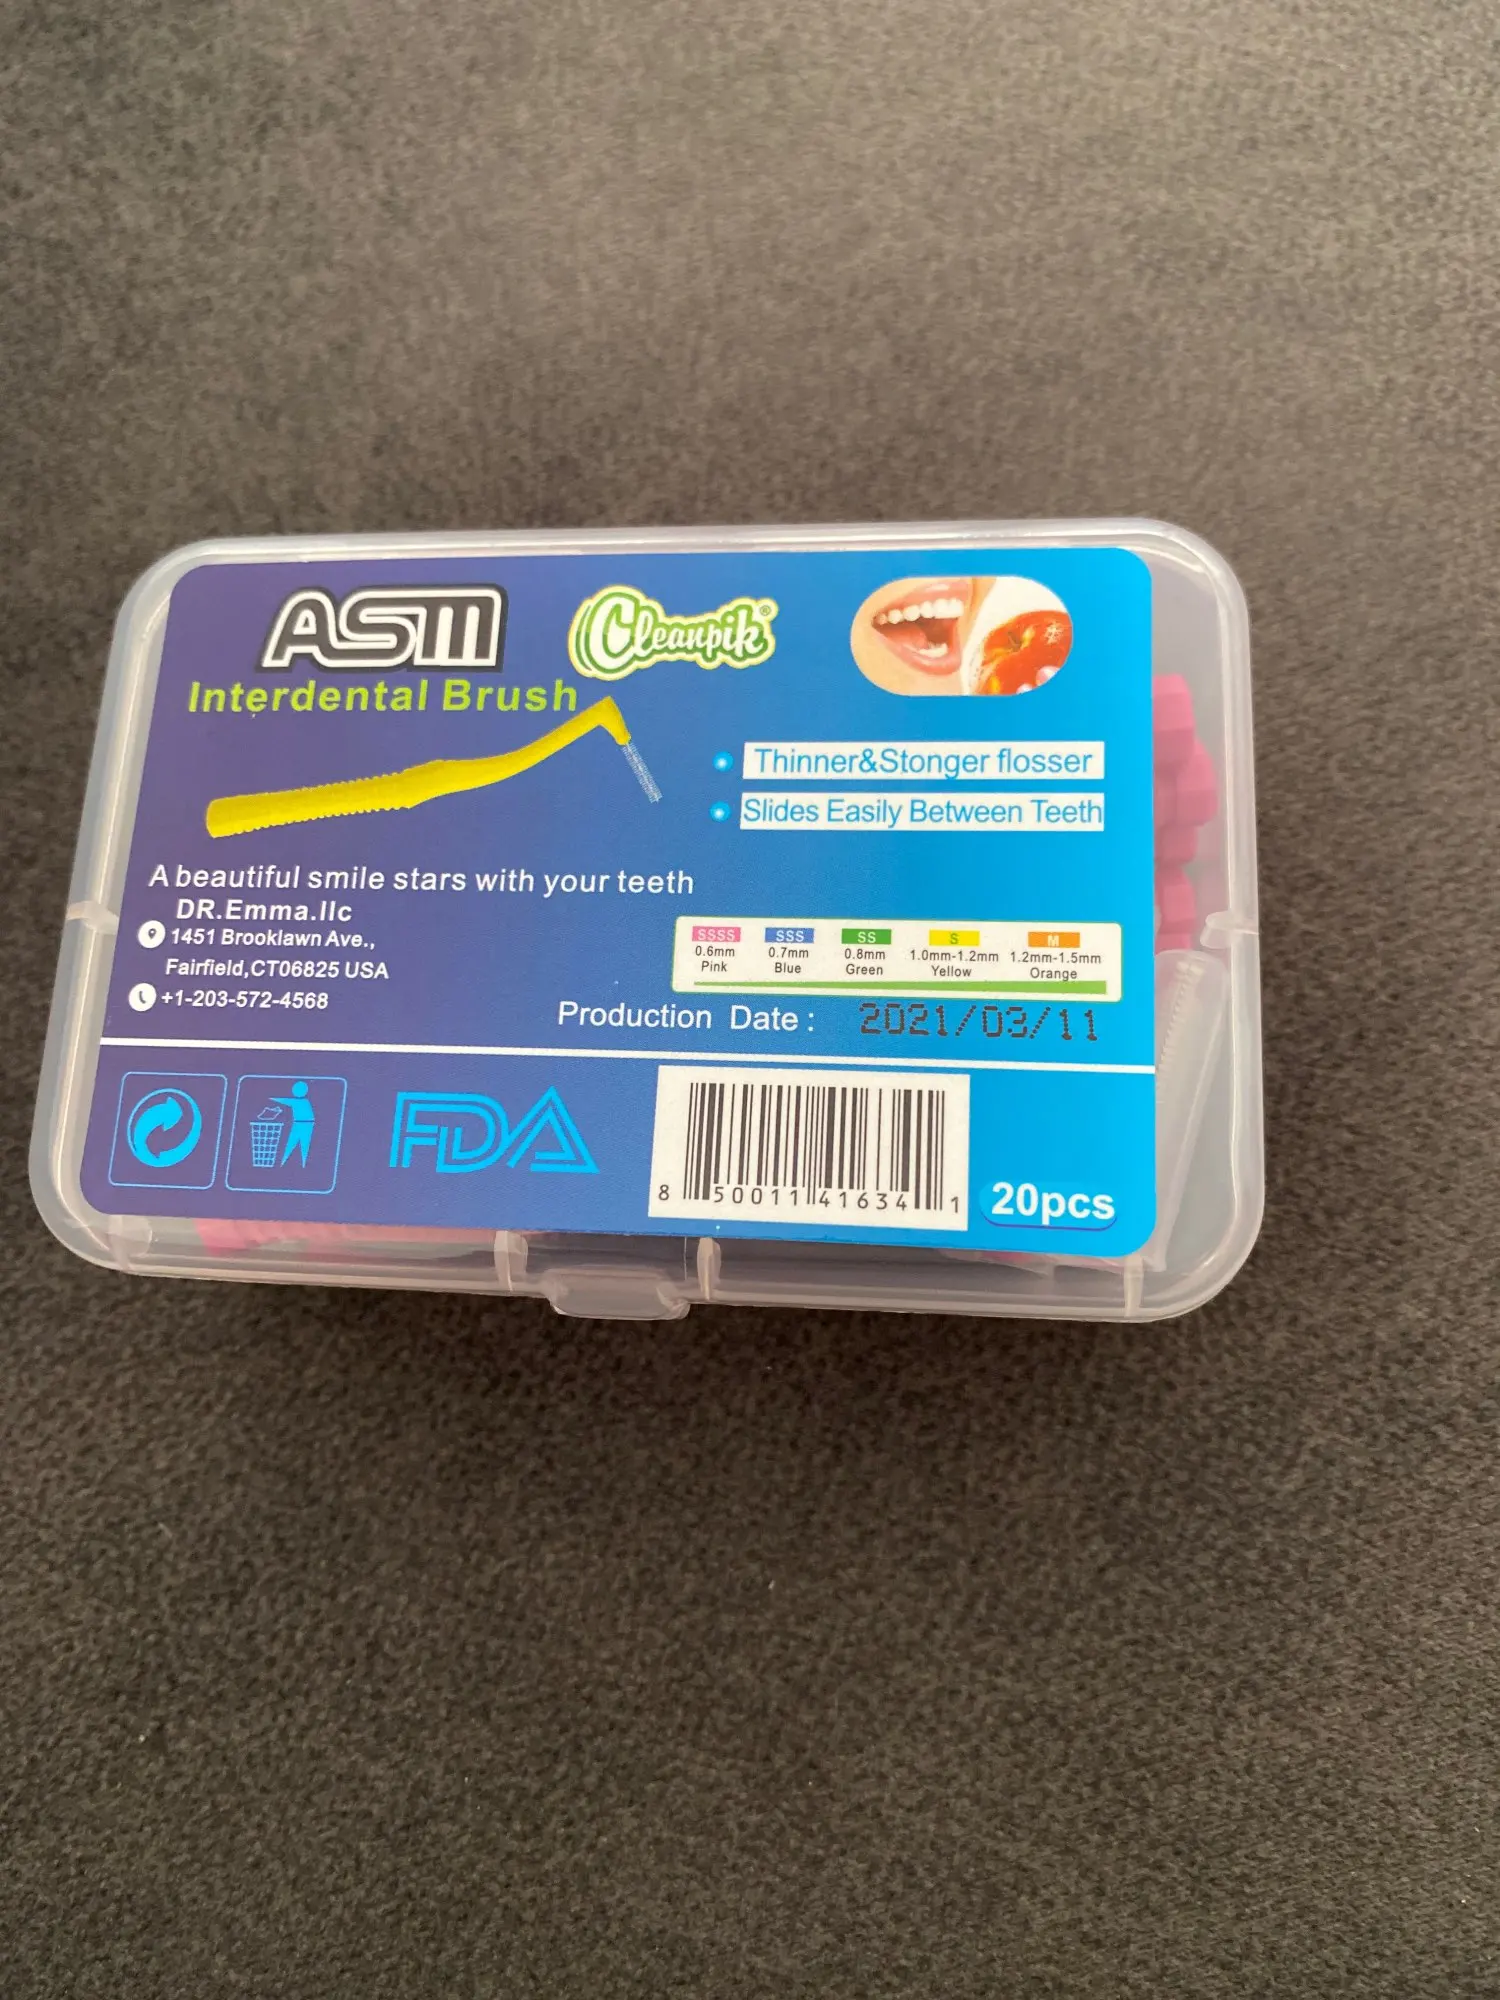 ASM
Cleanpik®
Interdental Brush
Thinner&Stonger flosser
Slides Easily Between Teeth
A beautiful smile stars with your teeth
DR.Emma.llc
1451 Brooklawn Ave.,
Fairfield,CT06825 USA
+1-203-572-4568
SSSS SSS SS S M
0.6mm 0.7mm 0.8mm 1.0mm-1.2mm 1.2mm-1.5mm
Pink Blue Green Yellow Orange
Production Date : 2021/03/11
FDA
8 50011 41634 1
20pcs